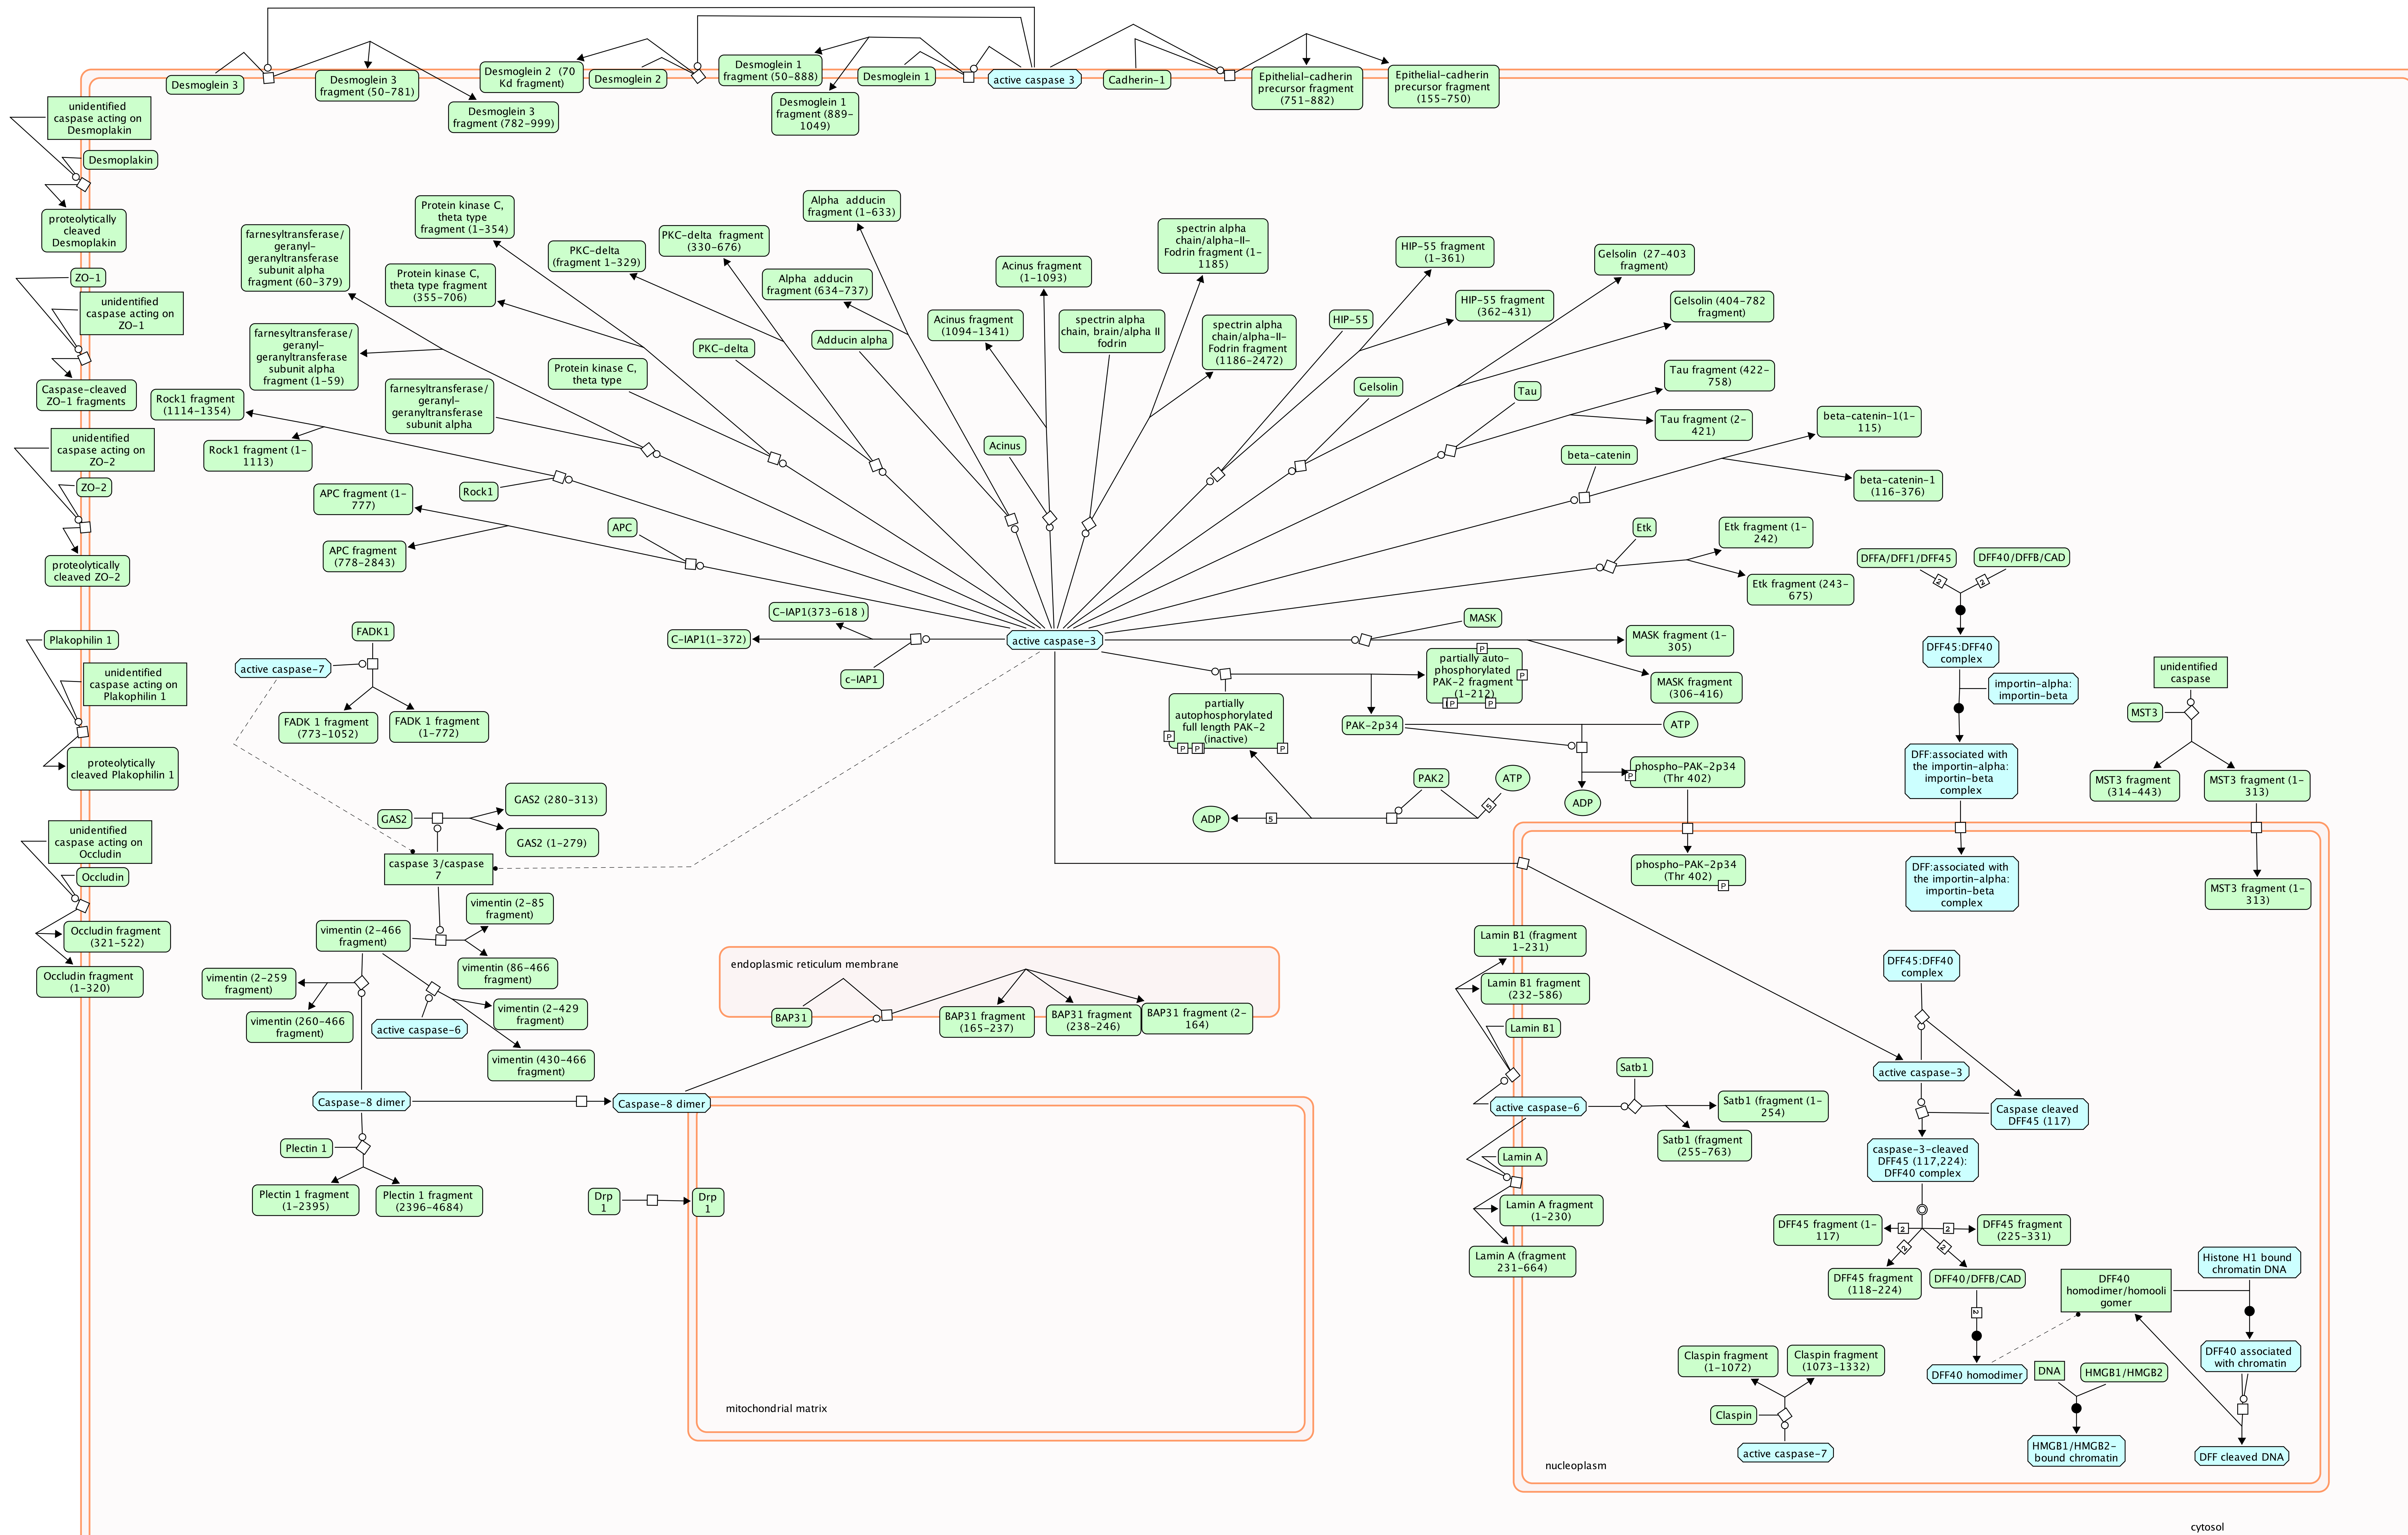 Desmoglein 3
Desmoglein 3
fragment (50-781)
Desmoglein 3
fragment (782-999)
Desmoglein 2 (70
Kd fragment)
Desmoglein 2
Desmoglein 1
fragment (50-888)
Desmoglein 1
fragment (889-
1049)
Desmoglein 1
active caspase 3
Cadherin-1
Epithelial-cadherin
precursor fragment
(751-882)
Epithelial-cadherin
precursor fragment
(155-750)
unidentified
caspase acting on
Desmoplakin
Desmoplakin
proteolytically
cleaved
Desmoplakin
ZO-1
unidentified
caspase acting on
ZO-1
Caspase-cleaved
ZO-1 fragments
unidentified
caspase acting on
ZO-2
ZO-2
proteolytically
cleaved ZO-2
Plakophilin 1
unidentified
caspase acting on
Plakophilin 1
proteolytically
cleaved Plakophilin 1
unidentified
caspase acting on
Occludin
Occludin
Occludin fragment
(321-522)
Occludin fragment
(1-320)
farnesyltransferase/
geranyl-
geranyltransferase
subunit alpha
fragment (60-379)
farnesyltransferase/
geranyl-
geranyltransferase
subunit alpha
fragment (1-59)
farnesyltransferase/
geranyl-
geranyltransferase
subunit alpha
Protein kinase C,
theta type
fragment (1-354)
Protein kinase C,
theta type fragment
(355-706)
Protein kinase C,
theta type
PKC-delta
(fragment 1-329)
PKC-delta fragment
(330-676)
PKC-delta
Alpha adducin
fragment (1-633)
Alpha adducin
fragment (634-737)
Adducin alpha
Acinus fragment
(1-1093)
Acinus fragment
(1094-1341)
Acinus
spectrin alpha
chain, brain/alpha II
fodrin
spectrin alpha
chain/alpha-II-
Fodrin fragment (1-
1185)
spectrin alpha
chain/alpha-II-
Fodrin fragment
(1186-2472)
HIP-55
HIP-55 fragment
(1-361)
HIP-55 fragment
(362-431)
Gelsolin
Gelsolin (27-403
fragment)
Gelsolin (404-782
fragment)
Tau
Tau fragment (422-
758)
Tau fragment (2-
421)
beta-catenin
beta-catenin-1(1-
115)
beta-catenin-1
(116-376)
Etk
Etk fragment (1-
242)
Etk fragment (243-
675)
Rock1 fragment
(1114-1354)
Rock1 fragment (1-
1113)
Rock1
APC fragment (1-
777)
APC fragment
(778-2843)
APC
C-IAP1(373-618 )
C-IAP1(1-372)
c-IAP1
active caspase-3
MASK
MASK fragment (1-
305)
MASK fragment
(306-416)
P
partially auto-
phosphorylated
PAK-2 fragment
(1-212)
P
P
P
partially
autophosphorylated
full length PAK-2
(inactive)
P
P
P
P
PAK-2p34
ATP
ADP
phospho-PAK-2p34
(Thr 402)
P
PAK2
ATP
5
5
ADP
phospho-PAK-2p34
(Thr 402)
P
DFFA/DFF1/DFF45
DFF40/DFFB/CAD
2
2
DFF45:DFF40
complex
importin-alpha:
importin-beta
DFF:associated with
the importin-alpha:
importin-beta
complex
DFF:associated with
the importin-alpha:
importin-beta
complex
unidentified
caspase
MST3
MST3 fragment
(314-443)
MST3 fragment (1-
313)
MST3 fragment (1-
313)
FADK1
active caspase-7
FADK 1 fragment
(773-1052)
FADK 1 fragment
(1-772)
GAS2
GAS2 (280-313)
GAS2 (1-279)
caspase 3/caspase
7
vimentin (2-466
fragment)
vimentin (2-85
fragment)
vimentin (86-466
fragment)
vimentin (2-259
fragment)
vimentin (260-466
fragment)
active caspase-6
vimentin (2-429
fragment)
vimentin (430-466
fragment)
Caspase-8 dimer
Caspase-8 dimer
Plectin 1
Plectin 1 fragment
(1-2395)
Plectin 1 fragment
(2396-4684)
endoplasmic reticulum membrane
BAP31
BAP31 fragment
(165-237)
BAP31 fragment
(238-246)
BAP31 fragment (2-
164)
Drp
1
Drp
1
mitochondrial matrix
Lamin B1 (fragment
1-231)
Lamin B1 fragment
(232-586)
Lamin B1
active caspase-6
Satb1
Satb1 (fragment (1-
254)
Satb1 (fragment
(255-763)
Lamin A
Lamin A fragment
(1-230)
Lamin A (fragment
231-664)
DFF45:DFF40
complex
active caspase-3
Caspase cleaved
DFF45 (117)
caspase-3-cleaved
DFF45 (117,224):
DFF40 complex
DFF45 fragment (1-
117)
2
2
DFF45 fragment
(225-331)
2
2
DFF45 fragment
(118-224)
DFF40/DFFB/CAD
2
DFF40 homodimer
DFF40
homodimer/homooli
gomer
Histone H1 bound
chromatin DNA
DFF40 associated
with chromatin
DNA
HMGB1/HMGB2
HMGB1/HMGB2-
bound chromatin
DFF cleaved DNA
Claspin fragment
(1-1072)
Claspin fragment
(1073-1332)
Claspin
active caspase-7
nucleoplasm
cytosol